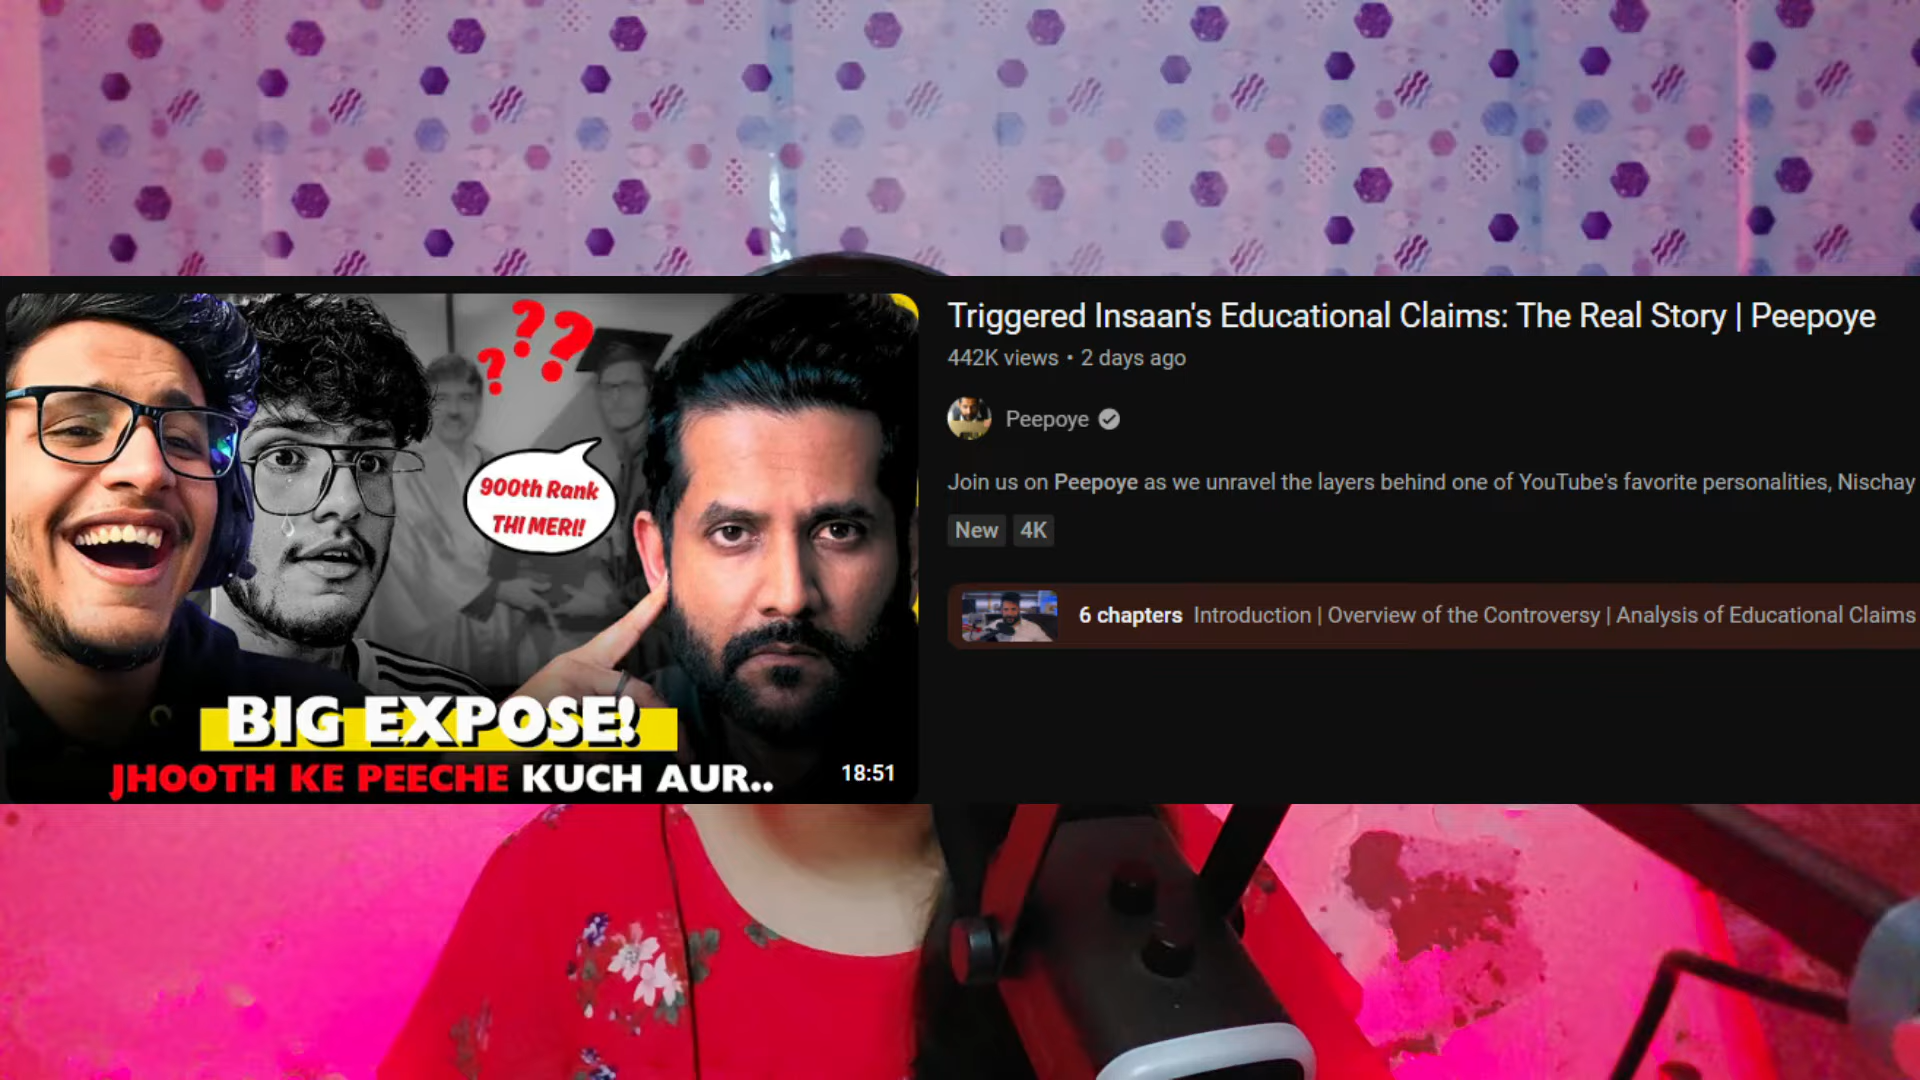 ???
900th Rank
THI MERI!
BIG EXPOSE!
JHOOTH KE PEECHE KUCH AUR..
18:51
Triggered Insaan's Educational Claims: The Real Story | Peepoye
442K views • 2 days ago
Peepoye
Join us on Peepoye as we unravel the layers behind one of YouTube's favorite personalities, Nischay
New 4K
6 chapters Introduction | Overview of the Controversy | Analysis of Educational Claims